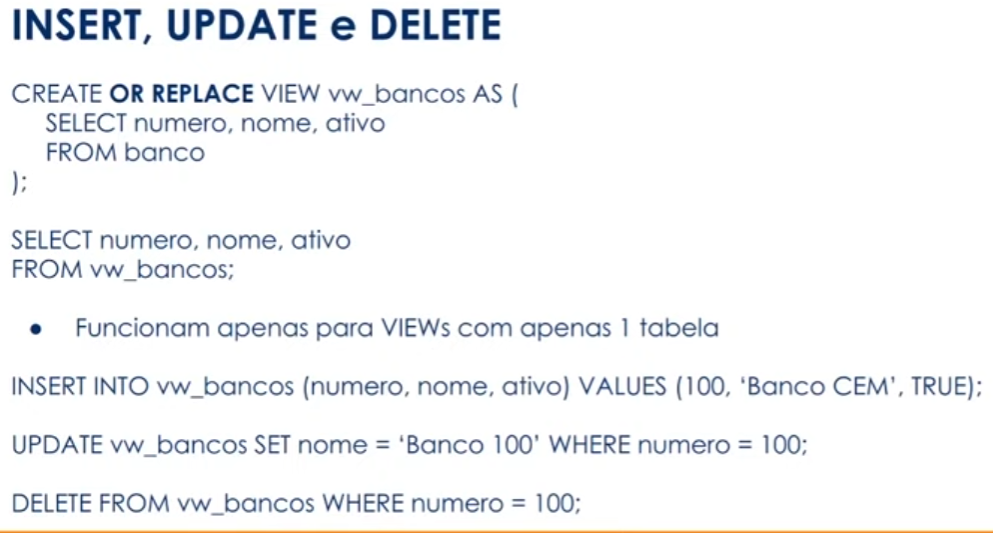 INSERT, UPDATE e DELETE
CREATE OR REPLACE VIEW vw_bancos AS (
SELECT numero, nome, ativo
FROM banco
);
SELECT numero, nome, ativo
FROM vw_bancos;
● Funcionam apenas para VIEWs com apenas 1 tabela
INSERT INTO vw_bancos (numero, nome, ativo) VALUES (100, ‘Banco CEM’, TRUE);
UPDATE vw_bancos SET nome = ‘Banco 100’ WHERE numero = 100;
DELETE FROM vw_bancos WHERE numero = 100;